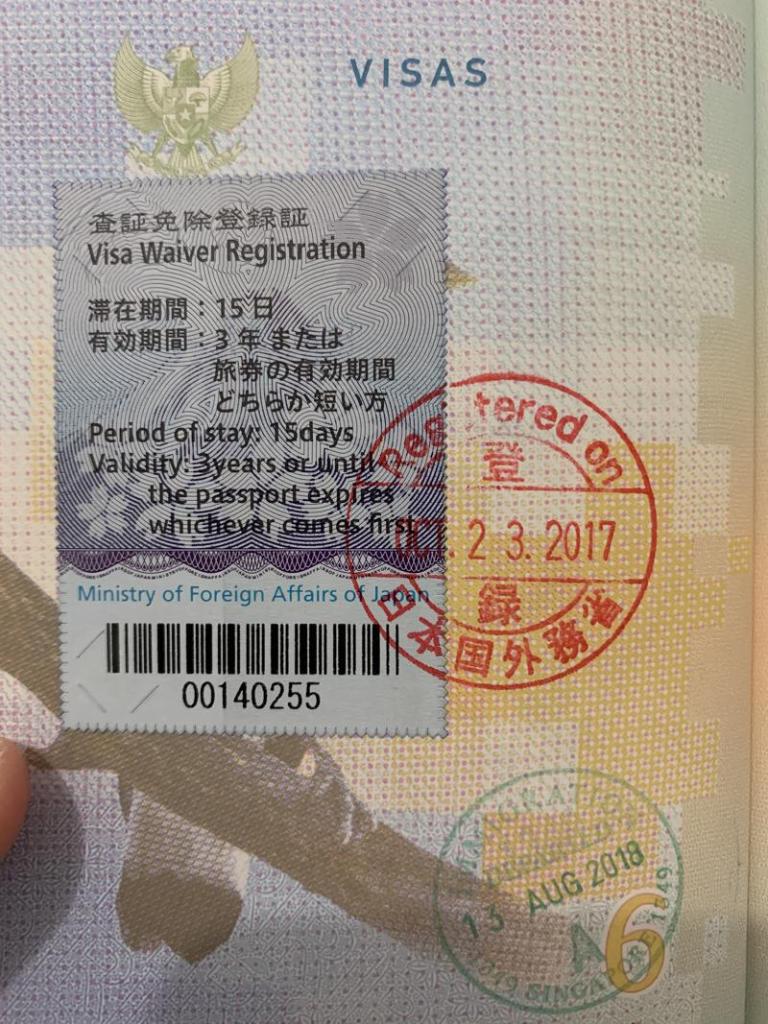 VISAS
査証免除登録証
Visa Waiver Registration
滞在期間：15日
有効期間：3年または
旅券の有効期間
どちらか短い方
Period of stay: 15days
Validity: 3years or until
the passport expires
whichever comes first
Ministry of Foreign Affairs of Japan
00140255
Registered on
登
OCT. 2 3. 2017
録
日本国外務省
IMMIGRATION
DEPARTED
13 AUG 2018
A
SINGAPORE
6